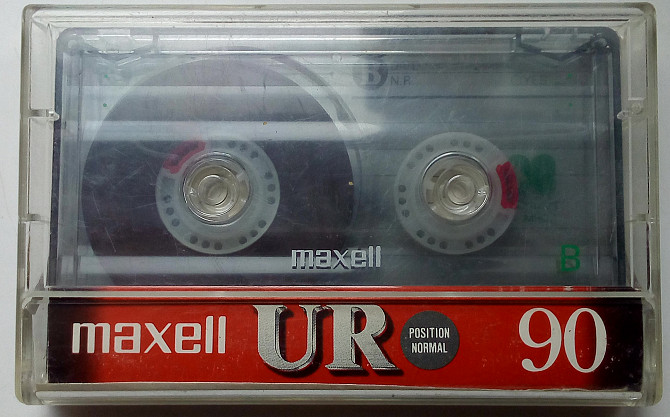 N.R.
maxell
B
maxell UR POSITION NORMAL 90